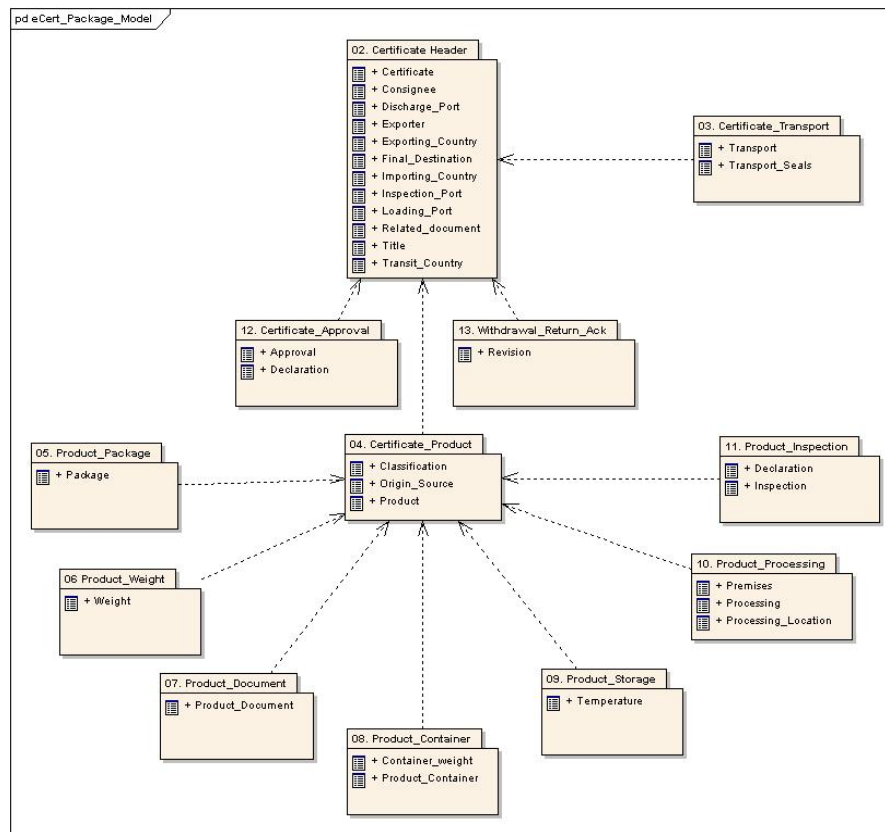 pd eCert_Package_Model
02. Certificate Header
+ Certificate
+ Consignee
+ Discharge_Port
+ Exporter
+ Exporting_Country
+ Final_Destination
+ Importing_Country
+ Inspection_Port
+ Loading_Port
+ Related_document
+ Title
+ Transit_Country
03. Certificate_Transport
+ Transport
+ Transport_Seals
12. Certificate_Approval
+ Approval
+ Declaration
13. Withdrawal_Return_Ack
+ Revision
04. Certificate_Product
+ Classification
+ Origin_Source
+ Product
05. Product_Package
+ Package
11. Product_Inspection
+ Declaration
+ Inspection
06 Product_Weight
+ Weight
10. Product_Processing
+ Premises
+ Processing
+ Processing_Location
07. Product_Document
+ Product_Document
09. Product_Storage
+ Temperature
08. Product_Container
+ Container_weight
+ Product_Container